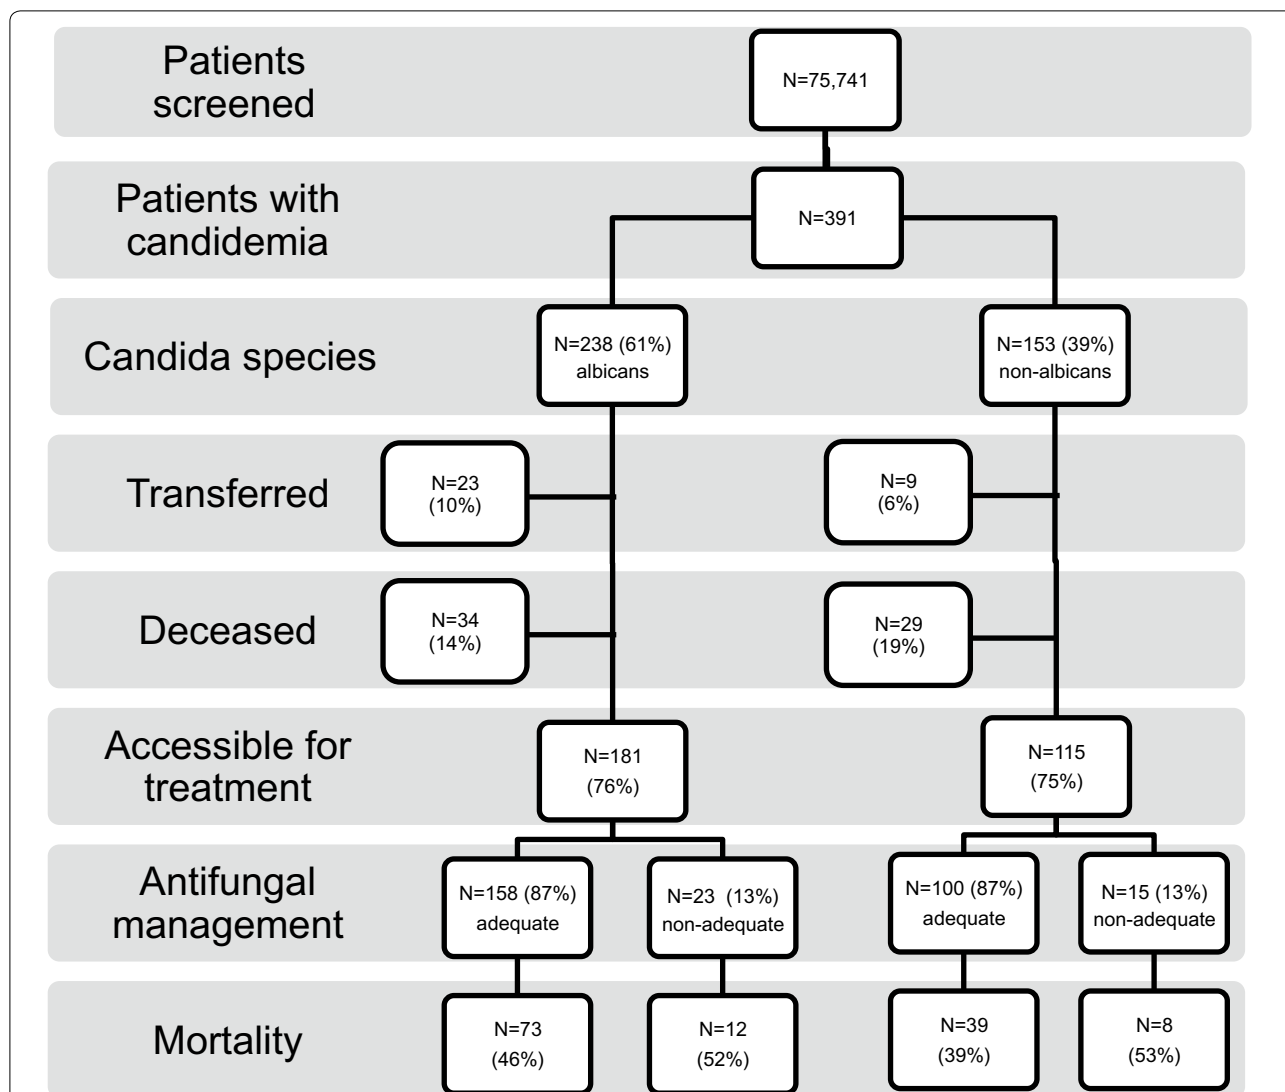 Patients
screened
N=75,741
Patients with
candidemia
N=391
Candida species
N=238 (61%)
albicans
N=153 (39%)
non-albicans
Transferred
N=23
(10%)
N=9
(6%)
Deceased
N=34
(14%)
N=29
(19%)
Accessible for
treatment
N=181
(76%)
N=115
(75%)
Antifungal
management
N=158 (87%)
adequate
N=23 (13%)
non-adequate
N=100 (87%)
adequate
N=15 (13%)
non-adequate
Mortality
N=73
(46%)
N=12
(52%)
N=39
(39%)
N=8
(53%)